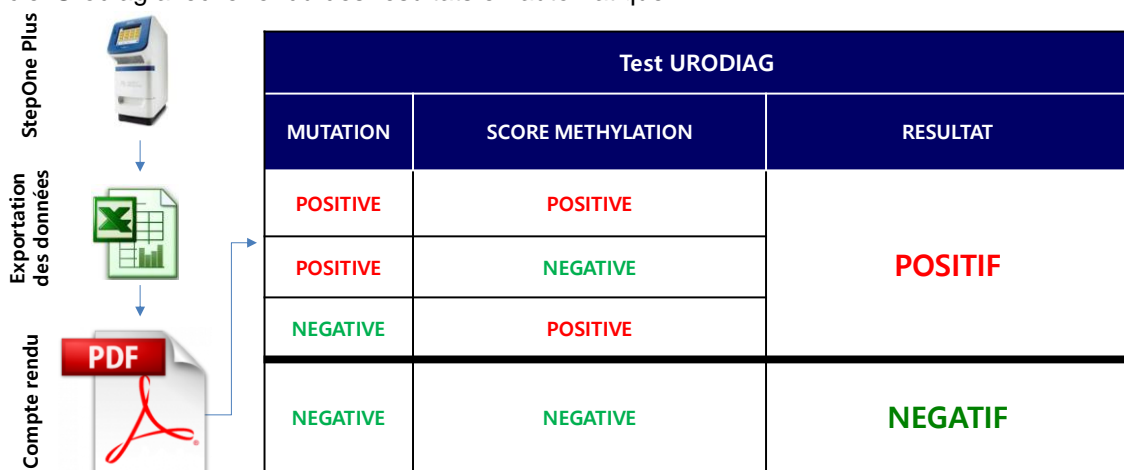 StepOne Plus
Exportation
des données
Compte rendu
PDF
Test URODIAG
MUTATION SCORE METHYLATION RESULTAT
POSITIVE POSITIVE
POSITIVE NEGATIVE POSITIF
NEGATIVE POSITIVE
NEGATIVE NEGATIVE NEGATIF